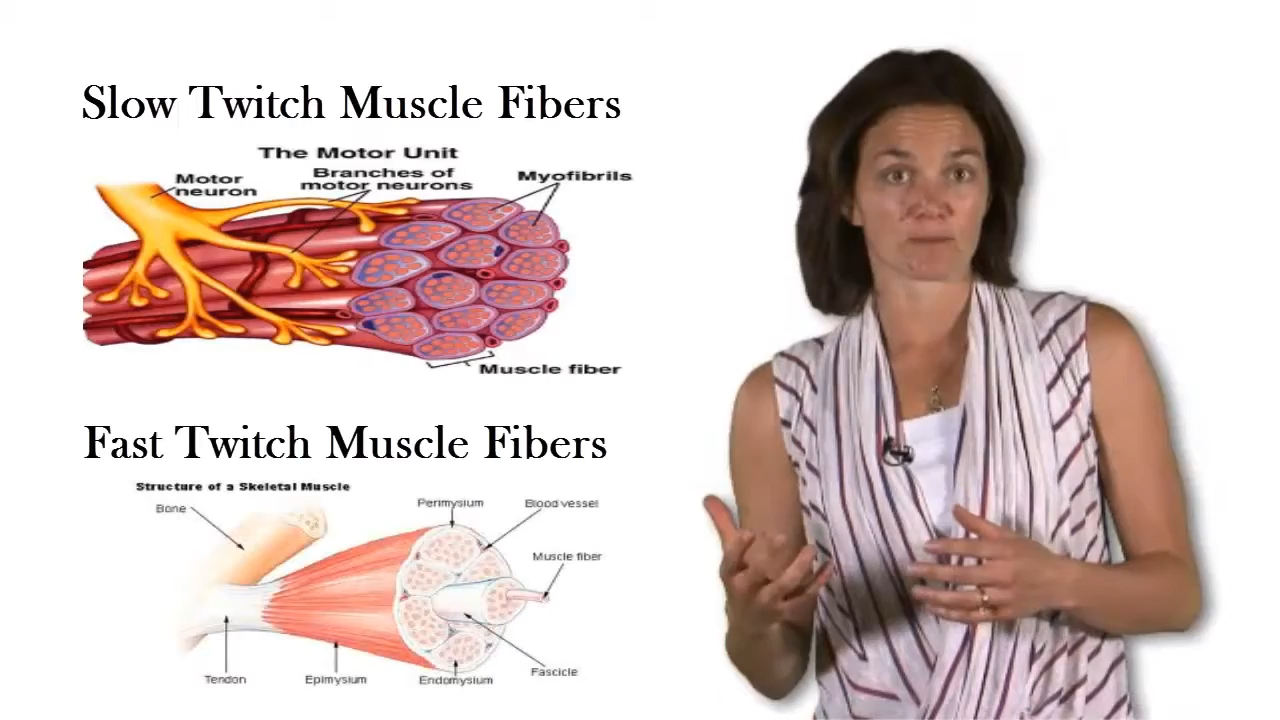 Slow Twitch Muscle Fibers
The Motor Unit
Motor
neuron
Branches of
motor neurons
Myofibrils
Muscle fiber
Fast Twitch Muscle Fibers
Structure of a Skeletal Muscle
Bone
Perimysium
Blood vessel
Muscle fiber
Fascicle
Tendon
Epimysium
Endomysium